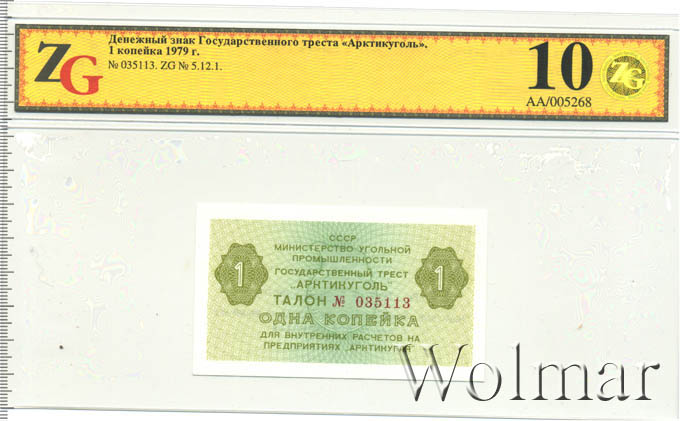 ZG
Денежный знак Государственного треста «Арктикуголь».
1 копейка 1979 г.
№ 035113. ZG № 5.12.1.
10
ZG
AA/005268
СССР
МИНИСТЕРСТВО УГОЛЬНОЙ
ПРОМЫШЛЕННОСТИ
ГОСУДАРСТВЕННЫЙ ТРЕСТ
„АРКТИКУГОЛЬ"
1
1
ТАЛОН № 035113
ОДНА КОПЕЙКА
ДЛЯ ВНУТРЕННИХ РАСЧЕТОВ НА
ПРЕДПРИЯТИЯХ „АРКТИКУГЛЯ"
Wolmar